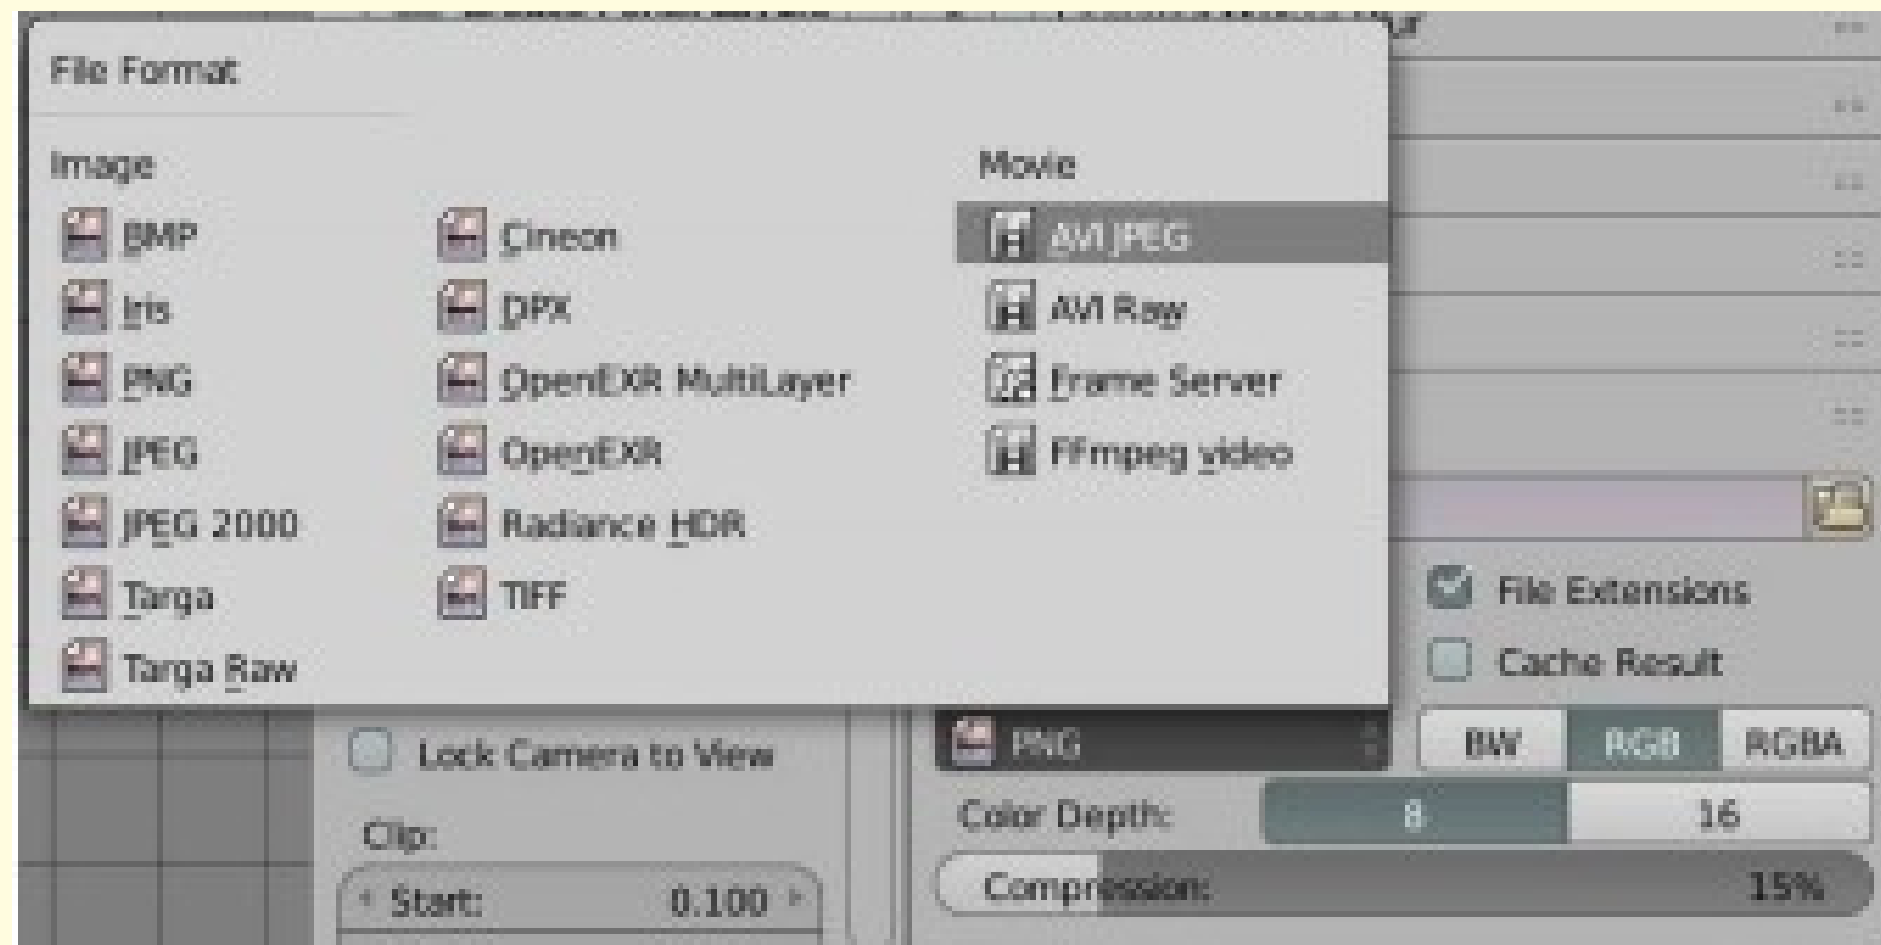 File Format
Image
Movie
BMP
Cineon
AVI JPEG
Iris
DPX
AVI Raw
PNG
OpenEXR MultiLayer
Frame Server
JPEG
OpenEXR
FFmpeg video
JPEG 2000
Radiance HDR
Targa
TIFF
File Extensions
Targa Raw
Cache Result
Lock Camera to View
PNG
BW
RGB
RGBA
Color Depth:
8
16
Clip:
Compression:
15%
Start:
0.100